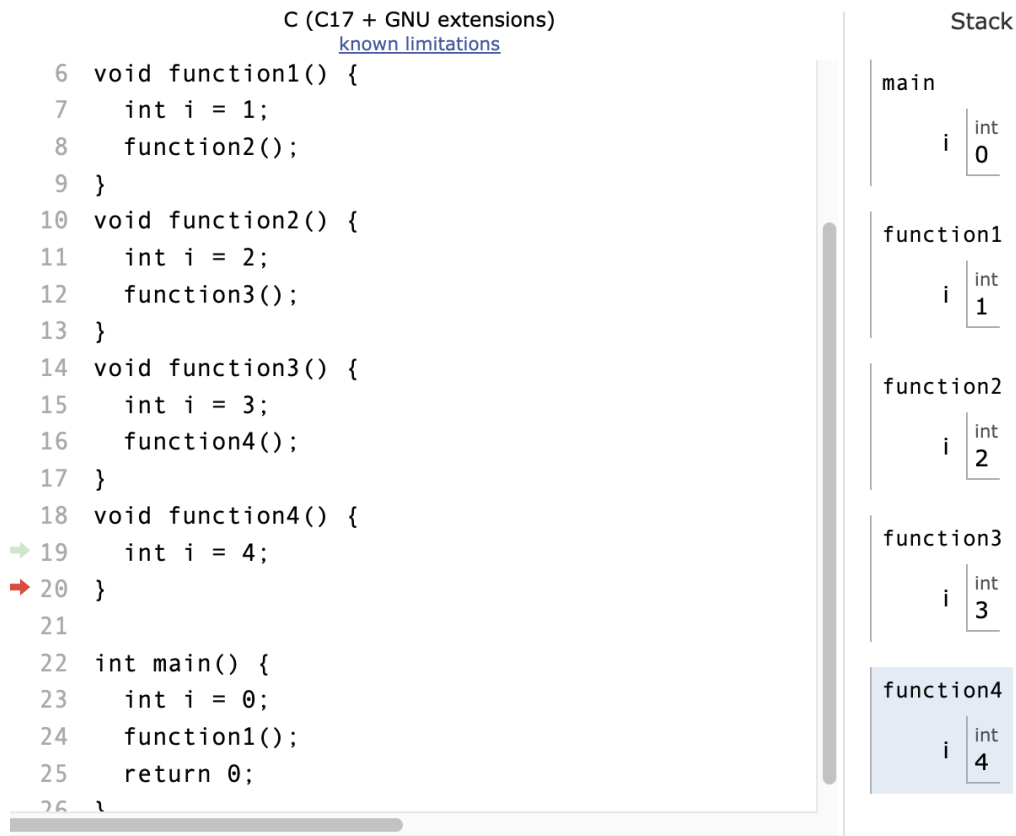 C (C17 + GNU extensions)
known limitations
6 void function1() {
7   int i = 1;
8   function2();
9 }
10 void function2() {
11   int i = 2;
12   function3();
13 }
14 void function3() {
15   int i = 3;
16   function4();
17 }
18 void function4() {
19   int i = 4;
20 }
21
22 int main() {
23   int i = 0;
24   function1();
25   return 0;
26 }
Stack
main
int
i 0
function1
int
i 1
function2
int
i 2
function3
int
i 3
function4
int
i 4